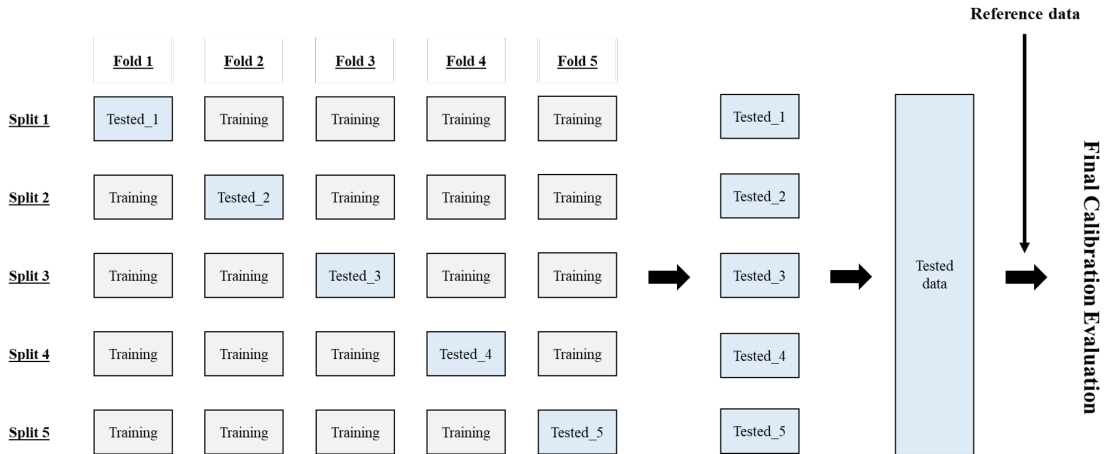 Reference data
Fold 1 Fold 2 Fold 3 Fold 4 Fold 5
Split 1 Tested_1 Training Training Training Training Tested_1
Split 2 Training Tested_2 Training Training Training Tested_2
Split 3 Training Training Tested_3 Training Training Tested_3
Tested
data
Split 4 Training Training Training Tested_4 Training Tested_4
Split 5 Training Training Training Training Tested_5 Tested_5
Final Calibration Evaluation